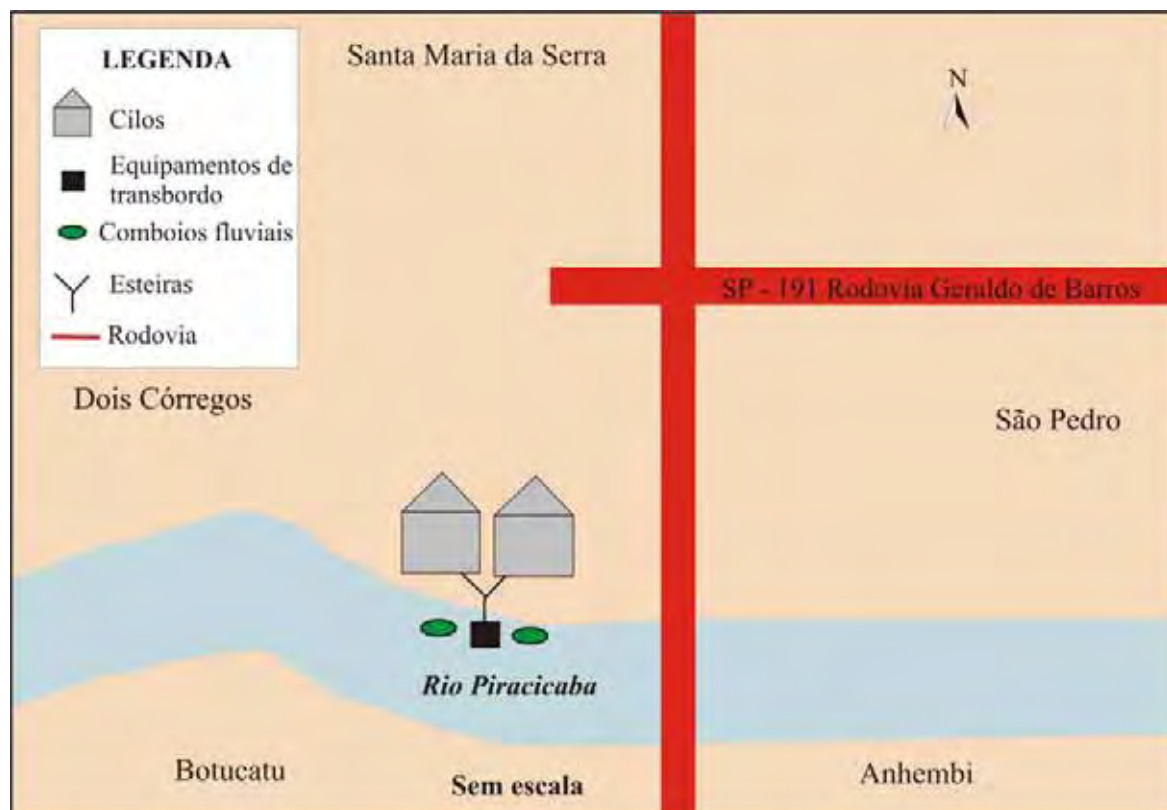 LEGENDA
Cilos
Equipamentos de
transbordo
Comboios fluviais
Esteiras
Rodovia
Santa Maria da Serra
N
SP - 191 Rodovia Geraldo de Barros
Dois Córregos
São Pedro
Rio Piracicaba
Botucatu
Sem escala
Anhembi